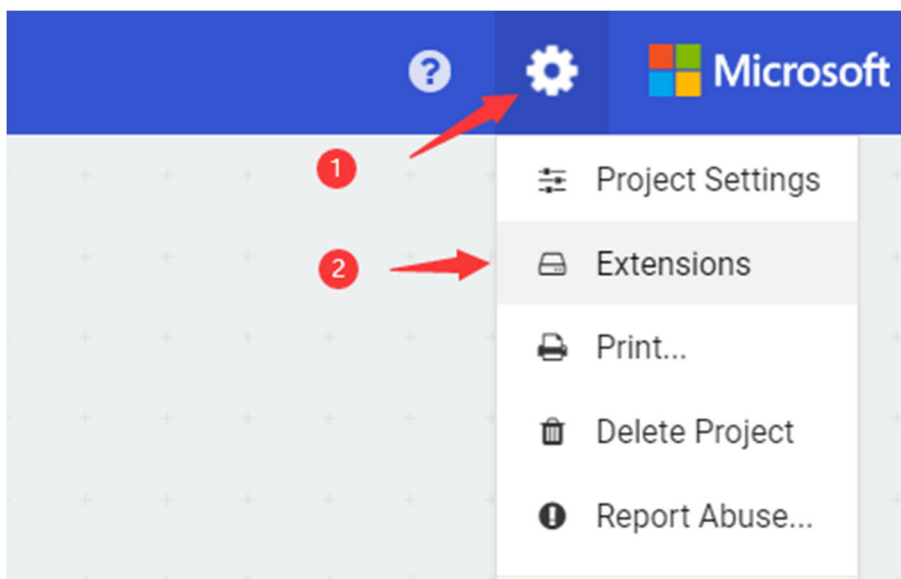 ?
Microsoft
1
Project Settings
2
Extensions
Print...
Delete Project
Report Abuse...